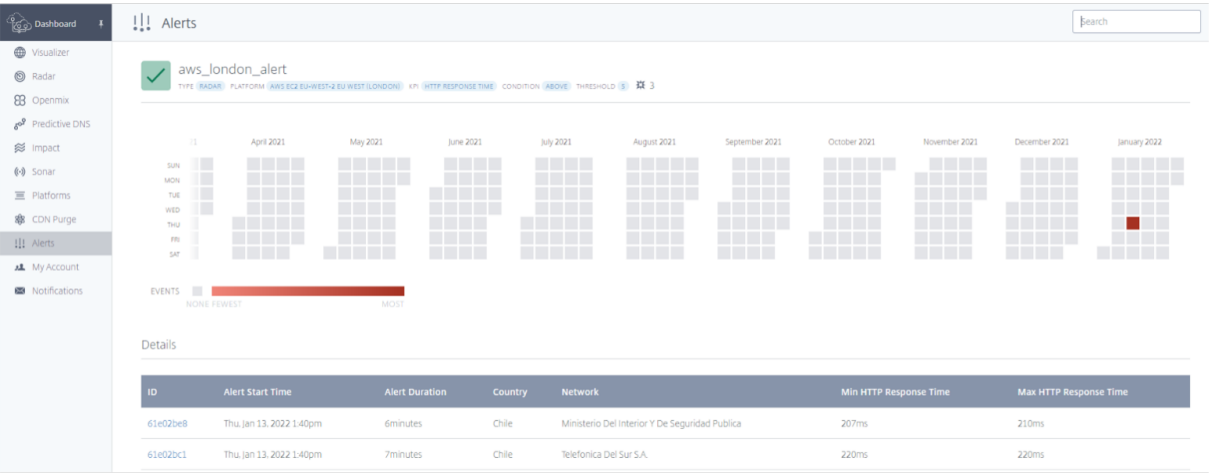 Dashboard
Alerts
Search
Visualizer
Radar
Openmix
Predictive DNS
Impact
Sonar
Platforms
CDN Purge
Alerts
My Account
Notifications
aws_london_alert
TYPE RADAR PLATFORM AWS EC2 EU-WEST-2 EU WEST (LONDON) KPI HTTP RESPONSE TIME CONDITION ABOVE THRESHOLD 5 3
April 2021 May 2021 June 2021 July 2021 August 2021 September 2021 October 2021 November 2021 December 2021 January 2022
SUN
MON
TUE
WED
THU
FRI
SAT
EVENTS
NONE FEWEST MOST
Details
ID Alert Start Time Alert Duration Country Network Min HTTP Response Time Max HTTP Response Time
61e02be8 Thu, Jan 13, 2022 1:40pm 6minutes Chile Ministerio Del Interior Y De Seguridad Publica 207ms 210ms
61e02bc1 Thu, Jan 13, 2022 1:40pm 7minutes Chile Telefonica Del Sur S.A. 220ms 220ms